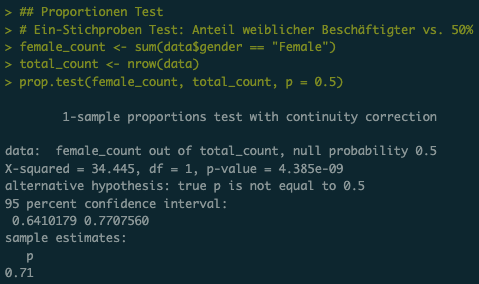 > ## Proportionen Test
> # Ein-Stichproben Test: Anteil weiblicher Beschäftigter vs. 50%
> female_count <- sum(data$gender == "Female")
> total_count <- nrow(data)
> prop.test(female_count, total_count, p = 0.5)
1-sample proportions test with continuity correction
data:  female_count out of total_count, null probability 0.5
X-squared = 34.445, df = 1, p-value = 4.385e-09
alternative hypothesis: true p is not equal to 0.5
95 percent confidence interval:
0.6410179 0.7707560
sample estimates:
p
0.71